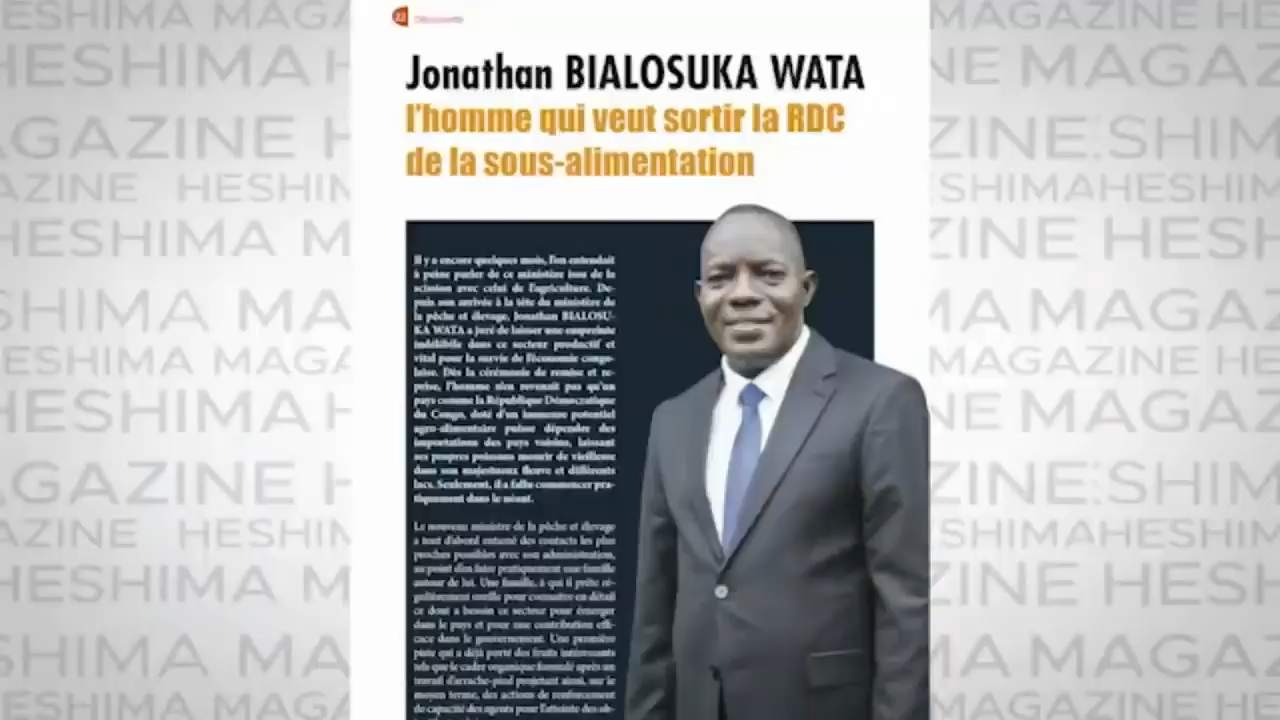 22 Découverte
Jonathan BIALOSUKA WATA
l'homme qui veut sortir la RDC
de la sous-alimentation
Il y a encore quelques mois, l'on entendait
à peine parler de ce ministère issu de la
scission avec celui de l'agriculture. De-
puis son arrivée à la tête du ministère de
la pêche et élevage, Jonathan BIALOSU-
KA WATA a juré de laisser une empreinte
indélibile dans ce secteur productif et
vital pour la survie de l'économie congo-
laise. Dès la cérémonie de remise et re-
prise, l'homme n'en revenait pas qu'un
pays comme la République Démocratique
du Congo, doté d'un immense potentiel
agro-alimentaire puisse dépendre des
importations des pays voisins, laissant
ses propres poissons mourir de vieillesse
dans son majestueux fleuve et différents
lacs. Seulement, il a fallu commencer pra-
tiquement dans le néant.
Le nouveau ministre de la pêche et élevage
a tout d'abord entamé des contacts les plus
proches possibles avec son administration,
au point d'en faire pratiquement une famille
autour de lui. Une famille, à qui il prête ré-
gulièrement oreille pour connaître en détail
ce dont a besoin ce secteur pour émerger
dans le pays et pour une contribution effi-
cace dans le gouvernement. Une première
piste qui a déjà porté des fruits intéressants
tels que le cadre organique formulé après un
travail d'arrache-pied projetant ainsi, sur le
moyen terme, des actions de renforcement
de capacité des agents pour l'atteinte des ob-
HESHIMA MAGAZINE